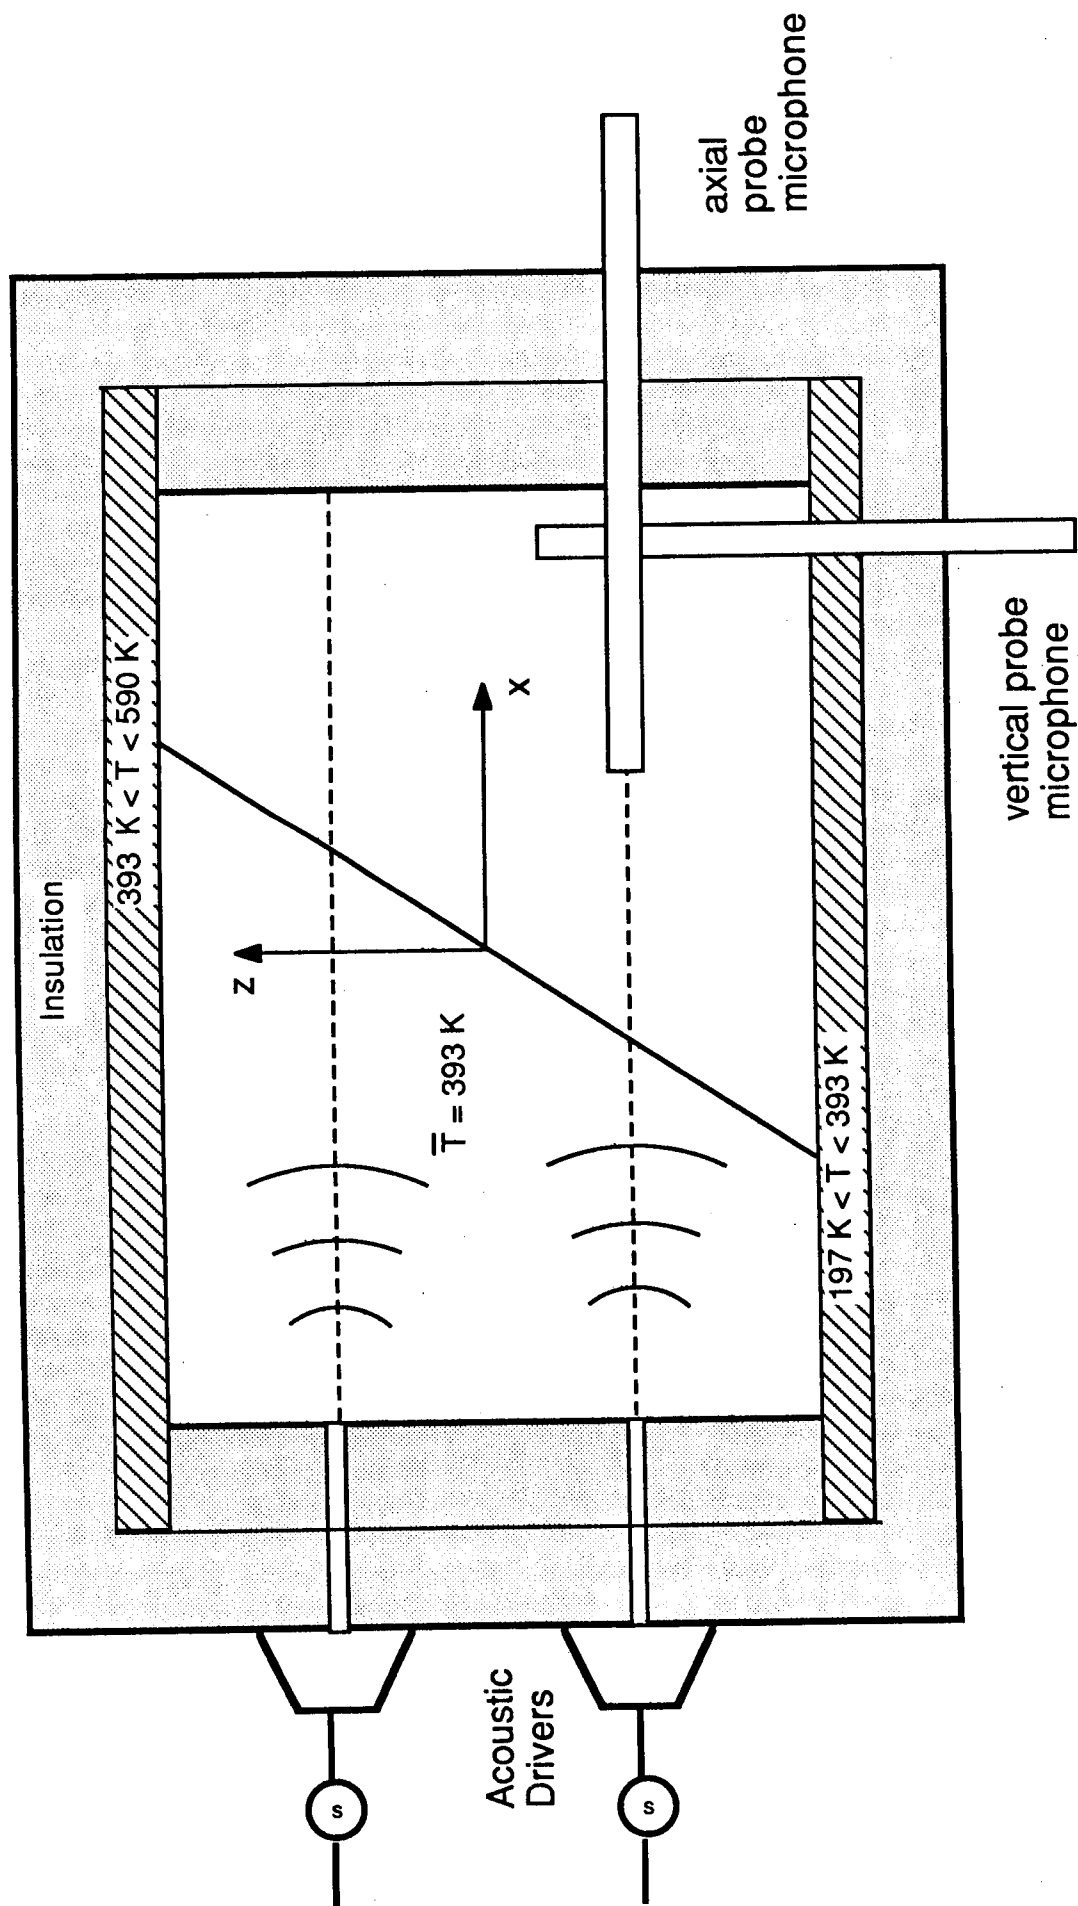 Insulation
393 K < T < 590 K
z
x
T̅ = 393 K
197 K < T < 393 K
Acoustic
Drivers
s
s
axial
probe
microphone
vertical probe
microphone